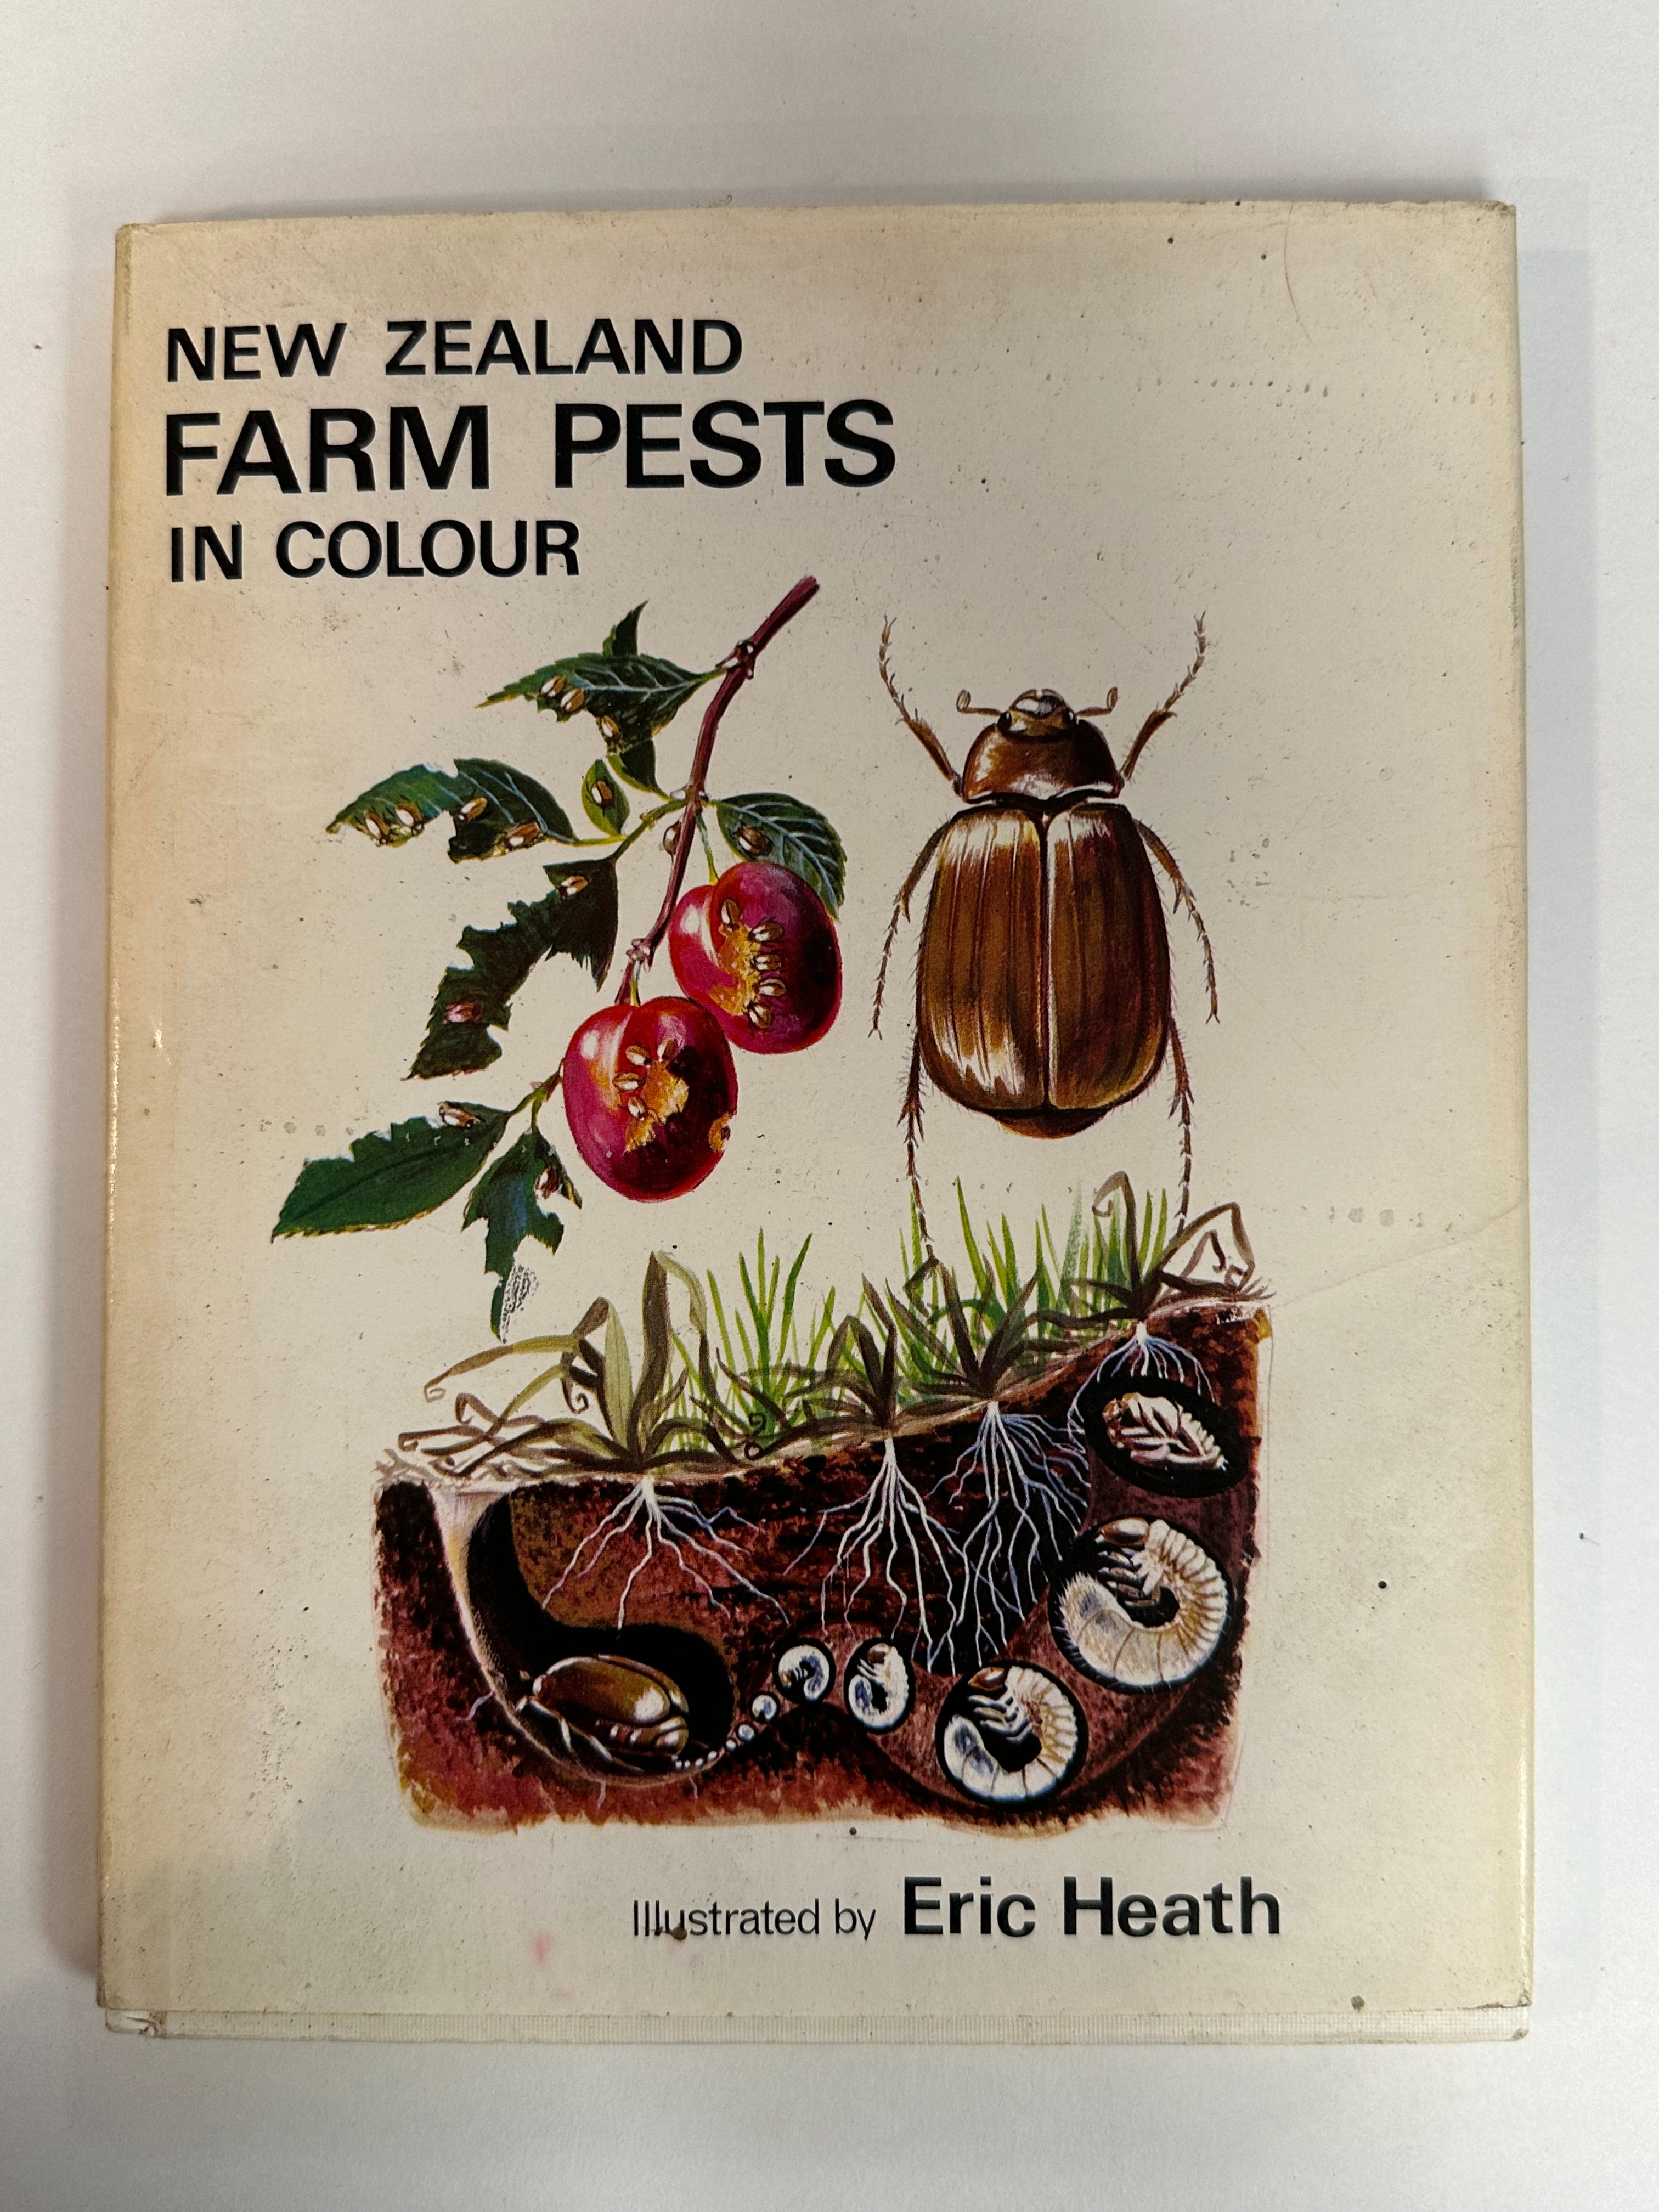 NEW ZEALAND
FARM PESTS
IN COLOUR
Illustrated by Eric Heath